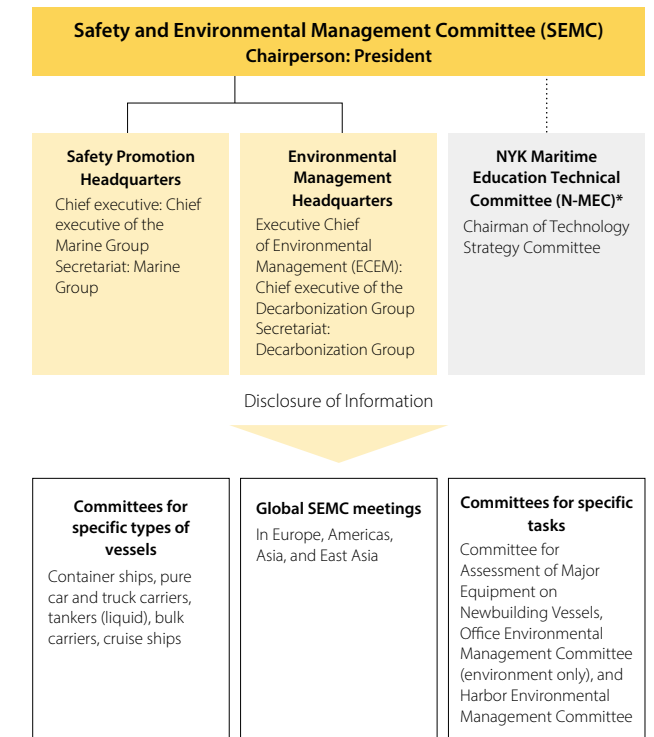 Safety and Environmental Management Committee (SEMC)
Chairperson: President
Safety Promotion
Headquarters
Chief executive: Chief
executive of the
Marine Group
Secretariat: Marine
Group
Environmental
Management
Headquarters
Executive Chief
of Environmental
Management (ECEM):
Chief executive of the
Decarbonization Group
Secretariat:
Decarbonization Group
NYK Maritime
Education Technical
Committee (N-MEC)*
Chairman of Technology
Strategy Committee
Disclosure of Information
Committees for
specific types of
vessels
Container ships, pure
car and truck carriers,
tankers (liquid), bulk
carriers, cruise ships
Global SEMC meetings
In Europe, Americas,
Asia, and East Asia
Committees for specific
tasks
Committee for
Assessment of Major
Equipment on
Newbuilding Vessels,
Office Environmental
Management Committee
(environment only), and
Harbor Environmental
Management Committee